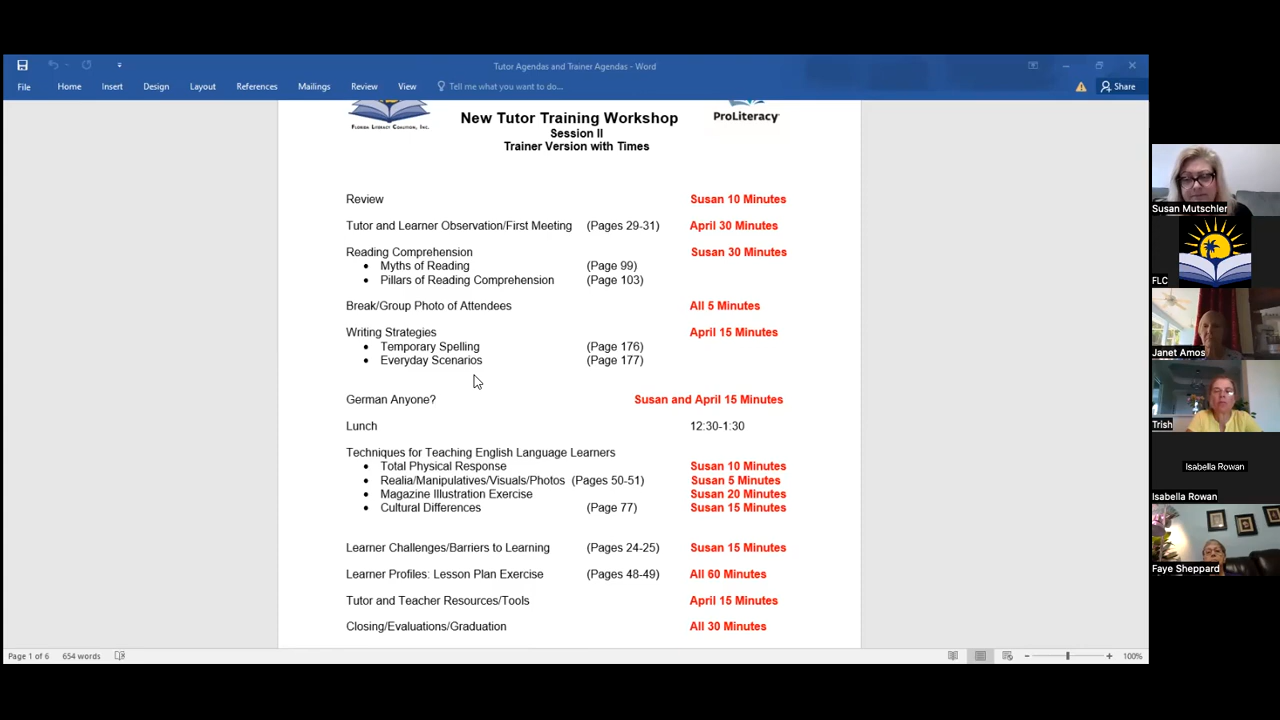 Tutor Agendas and Trainer Agendas - Word
File Home Insert Design Layout References Mailings Review View Tell me what you want to do... Share
FLORIDA LITERACY COALITION, INC.
ProLiteracy
New Tutor Training Workshop
Session II
Trainer Version with Times
Review Susan 10 Minutes
Tutor and Learner Observation/First Meeting (Pages 29-31) April 30 Minutes
Reading Comprehension Susan 30 Minutes
• Myths of Reading (Page 99)
• Pillars of Reading Comprehension (Page 103)
Break/Group Photo of Attendees All 5 Minutes
Writing Strategies April 15 Minutes
• Temporary Spelling (Page 176)
• Everyday Scenarios (Page 177)
German Anyone? Susan and April 15 Minutes
Lunch 12:30-1:30
Techniques for Teaching English Language Learners
• Total Physical Response Susan 10 Minutes
• Realia/Manipulatives/Visuals/Photos (Pages 50-51) Susan 5 Minutes
• Magazine Illustration Exercise Susan 20 Minutes
• Cultural Differences (Page 77) Susan 15 Minutes
Learner Challenges/Barriers to Learning (Pages 24-25) Susan 15 Minutes
Learner Profiles: Lesson Plan Exercise (Pages 48-49) All 60 Minutes
Tutor and Teacher Resources/Tools April 15 Minutes
Closing/Evaluations/Graduation All 30 Minutes
Page 1 of 6 654 words 100%
Susan Mutschler
FLC
Janet Amos
Trish
Isabella Rowan
Isabella Rowan
Faye Sheppard